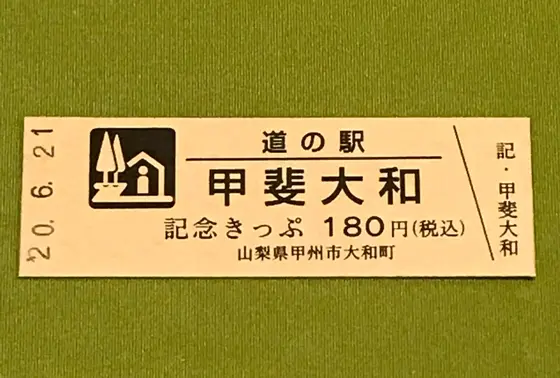 20. 6. 21
道の駅
甲斐大和
記念きっぷ 180円(税込)
山梨県甲州市大和町
記・甲斐大和